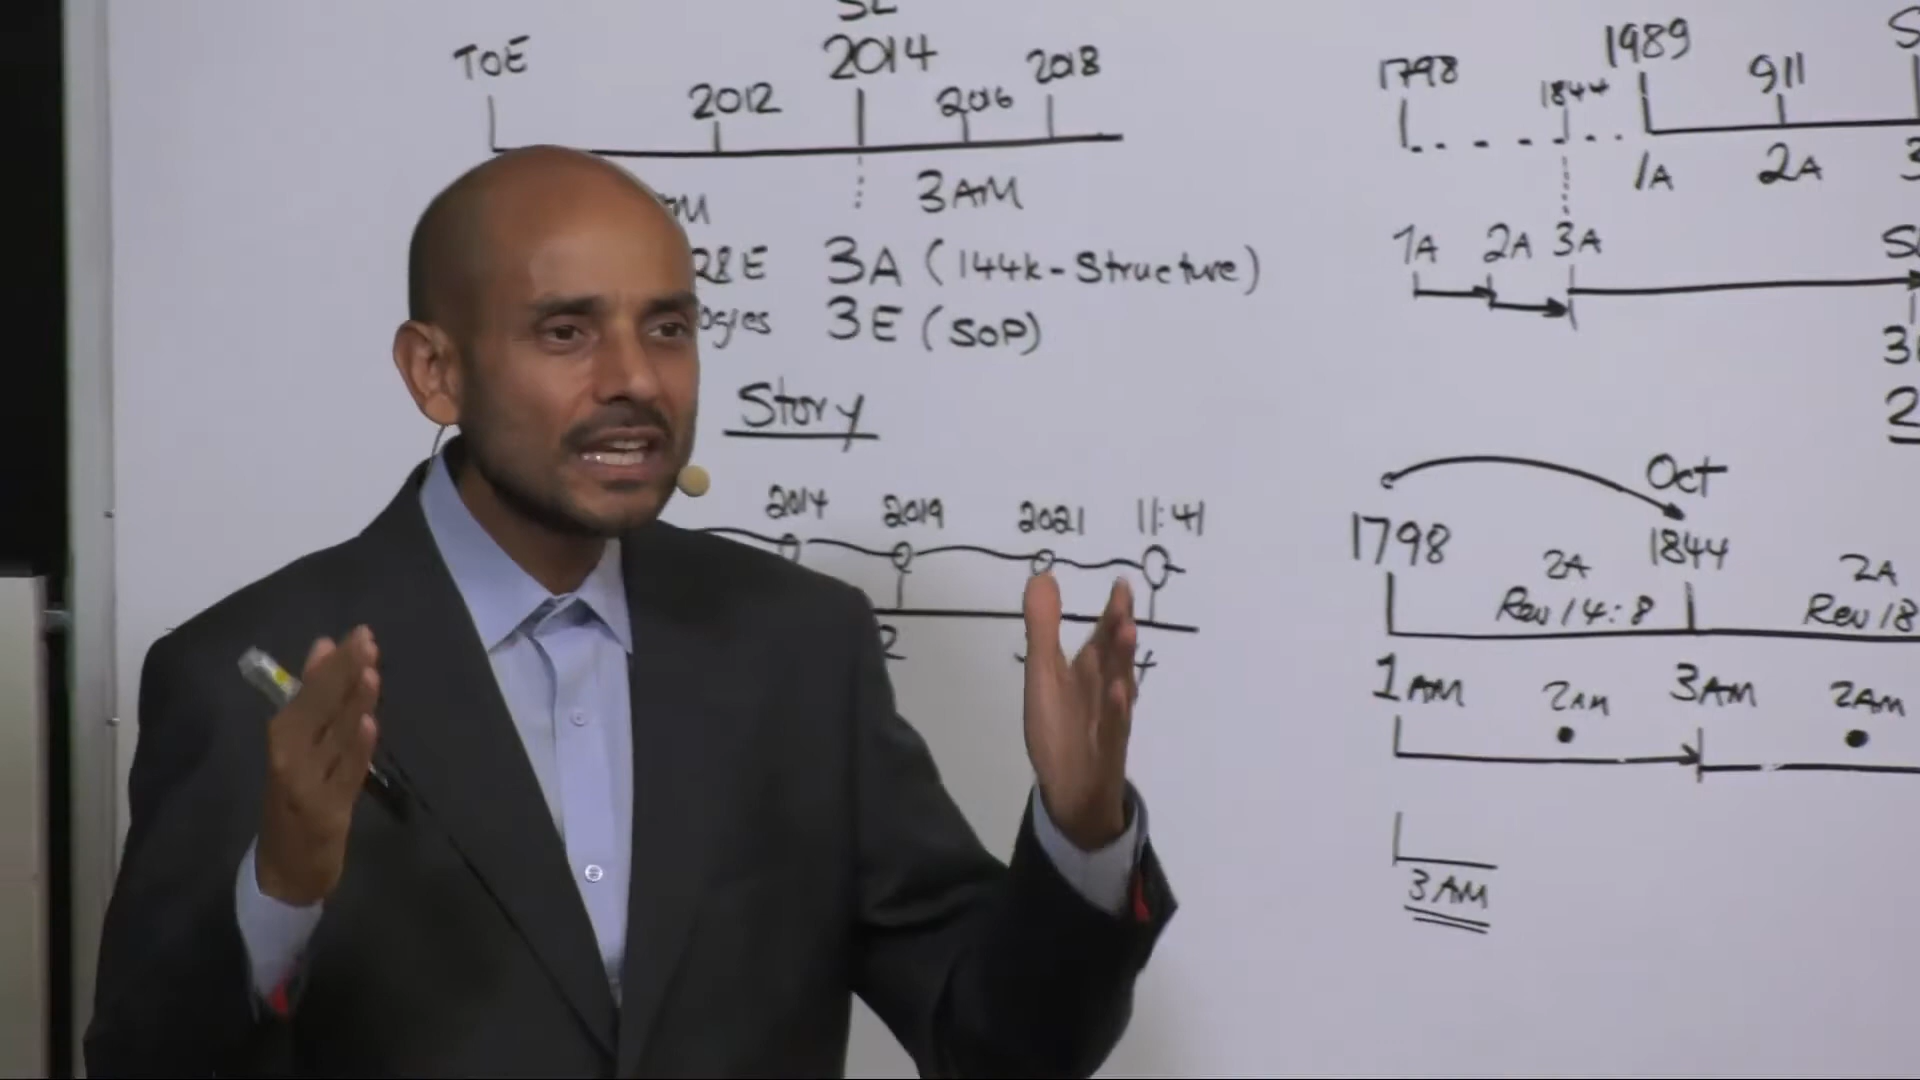 SL
TOE 2012 2014 2016 2018
3AM
3A (144k-Structure)
3E (SOP)
Story
2014 2019 2021 11:41
1798 1844 1989 911
1A 2A
1A 2A 3A
Oct
1798 1844
2A 2A
Rev 14:8 Rev 18
1AM 2AM 3AM 2AM
3AM